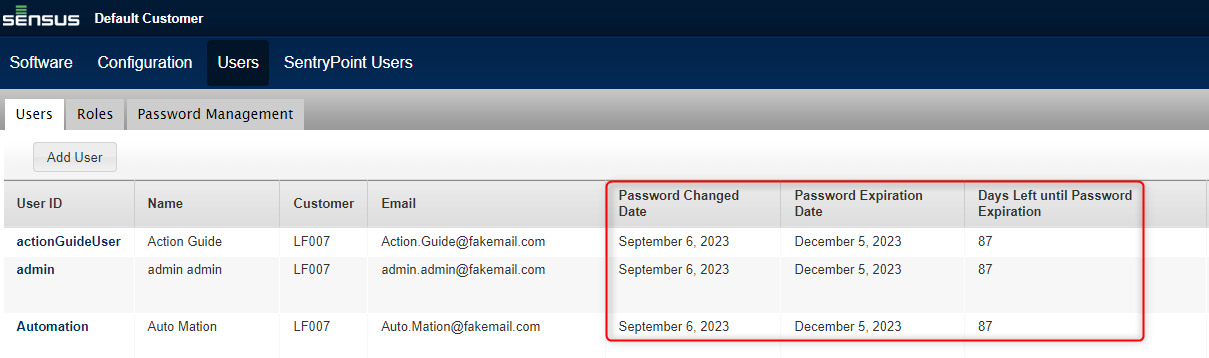 sensus Default Customer
Software Configuration Users SentryPoint Users
Users Roles Password Management
Add User
User ID Name Customer Email Password Changed Date Password Expiration Date Days Left until Password Expiration
actionGuideUser Action Guide LF007 Action.Guide@fakemail.com September 6, 2023 December 5, 2023 87
admin admin admin LF007 admin.admin@fakemail.com September 6, 2023 December 5, 2023 87
Automation Auto Mation LF007 Auto.Mation@fakemail.com September 6, 2023 December 5, 2023 87